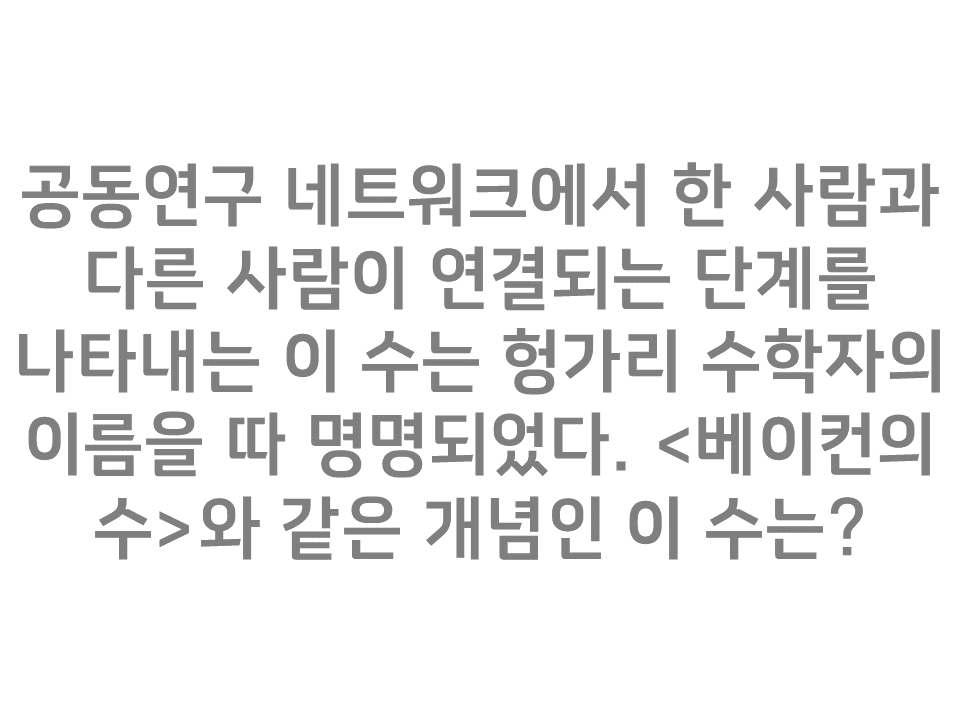 공동연구 네트워크에서 한 사람과
다른 사람이 연결되는 단계를
나타내는 이 수는 헝가리 수학자의
이름을 따 명명되었다. <베이컨의
수>와 같은 개념인 이 수는?